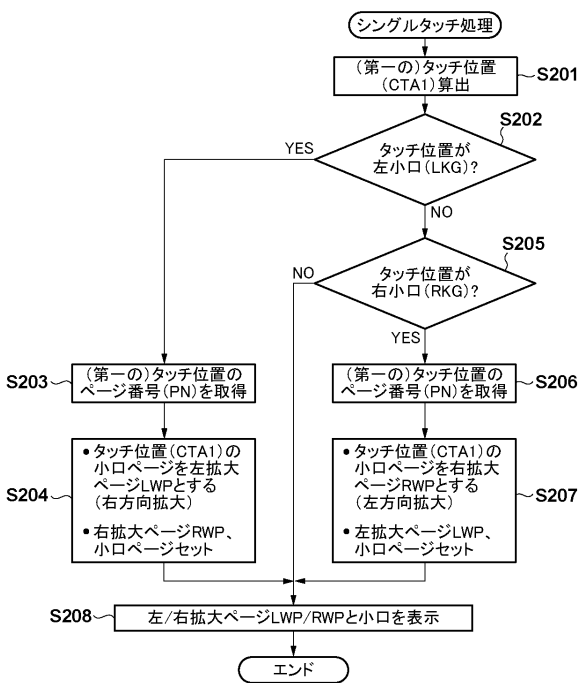 シングルタッチ処理
(第一の)タッチ位置
(CTA1)算出
S201
S202
タッチ位置が
左小口(LKG)?
YES
NO
S205
タッチ位置が
右小口(RKG)?
NO
YES
S203
(第一の)タッチ位置の
ページ番号(PN)を取得
(第一の)タッチ位置の
ページ番号(PN)を取得
S206
S204
●タッチ位置(CTA1)の
小口ページを左拡大
ページLWPとする
(右方向拡大)
●右拡大ページRWP、
小口ページセット
●タッチ位置(CTA1)の
小口ページを右拡大
ページRWPとする
(左方向拡大)
●左拡大ページLWP、
小口ページセット
S207
S208
左/右拡大ページLWP/RWPと小口を表示
エンド